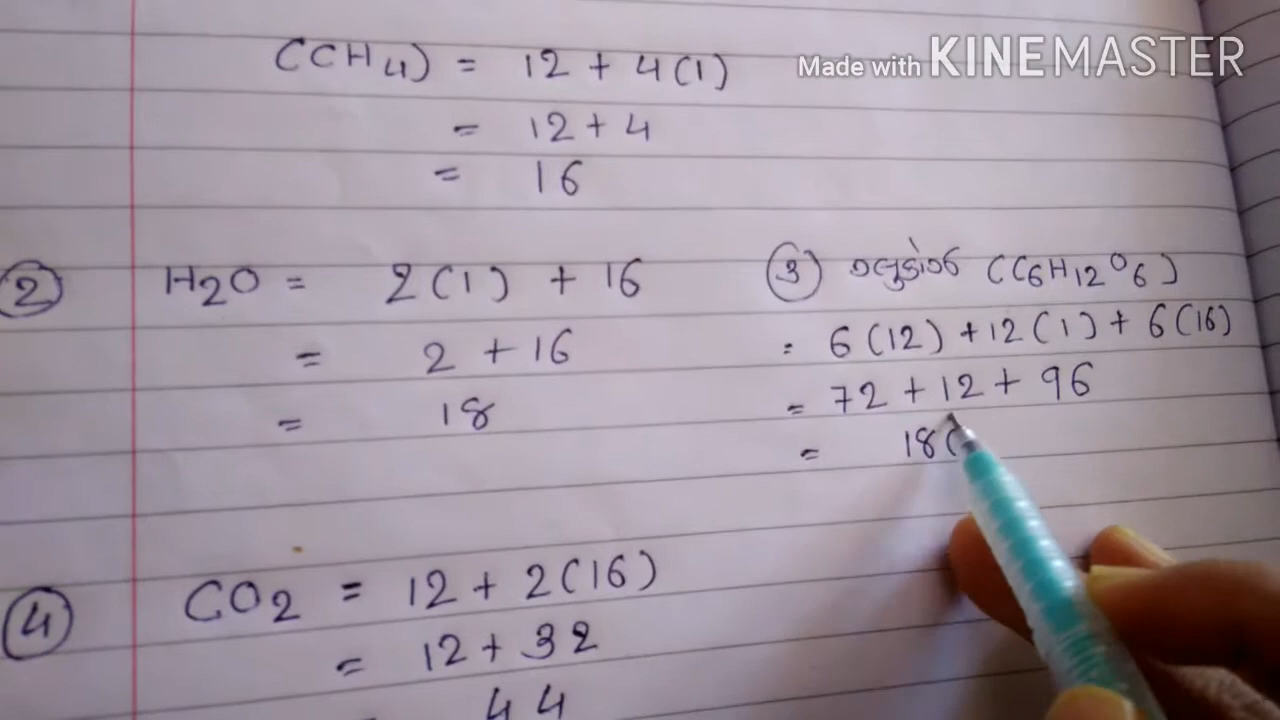 Made with KINEMASTER
(CH4) = 12 + 4(1)
= 12 + 4
= 16
2 H2O = 2(1) + 16
= 2 + 16
= 18
3 ഗ്ലൂക്കോസ് (C6H12O6)
= 6(12) + 12(1) + 6(16)
= 72 + 12 + 96
= 18
4 CO2 = 12 + 2(16)
= 12 + 32
44